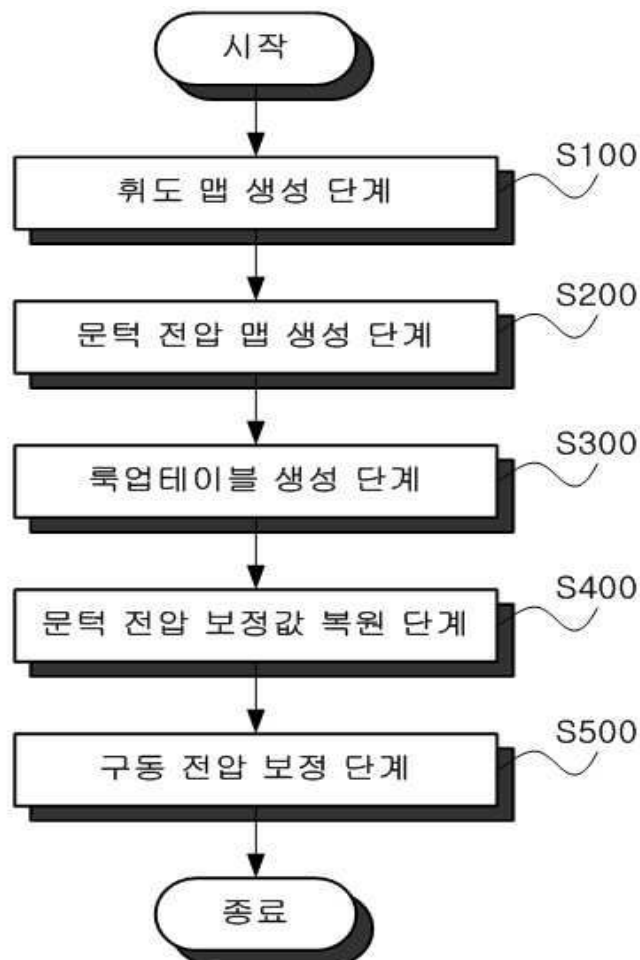 시작
S100
휘도 맵 생성 단계
S200
문턱 전압 맵 생성 단계
S300
룩업테이블 생성 단계
S400
문턱 전압 보정값 복원 단계
S500
구동 전압 보정 단계
종료